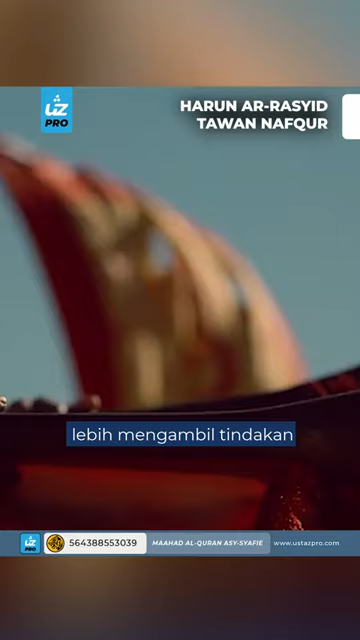 UZ
PRO
HARUN AR-RASYID
TAWAN NAFQUR
lebih mengambil tindakan
UZ
PRO
564388553039
MAAHAD AL-QURAN ASY-SYAFIE
www.ustazpro.com